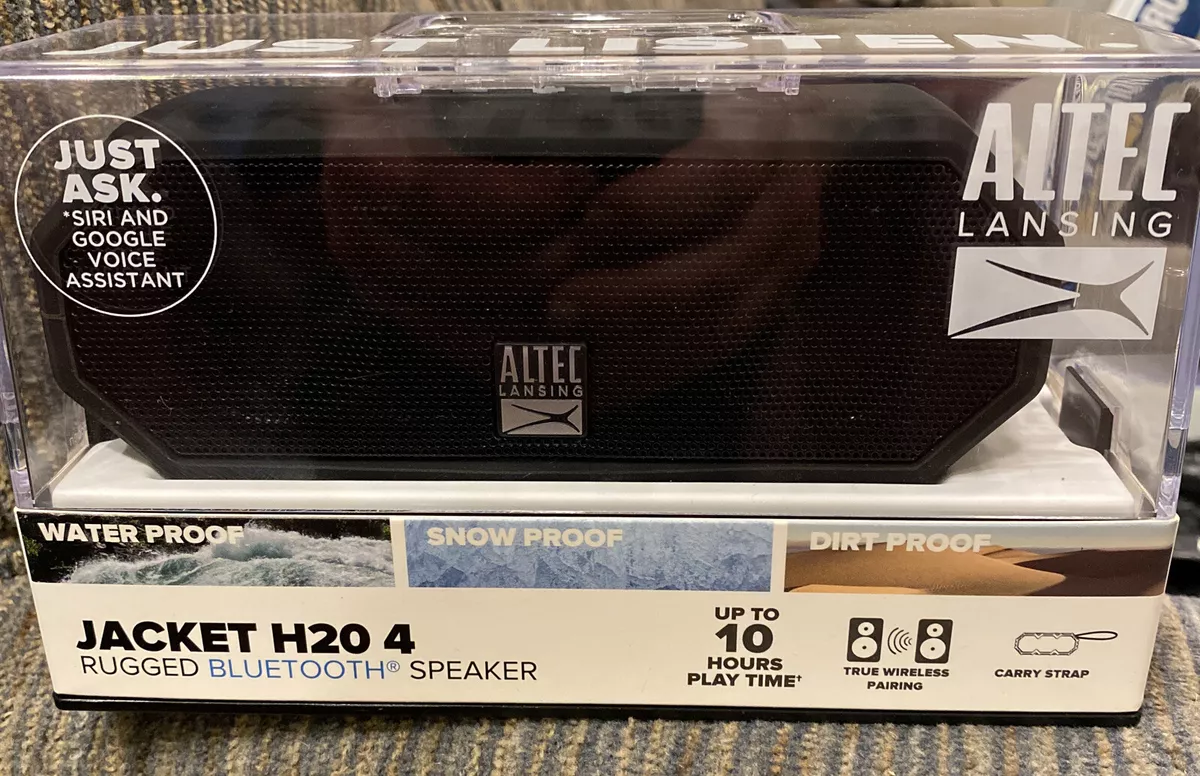 JUST LISTEN.
JUST
ASK.
*SIRI AND
GOOGLE
VOICE
ASSISTANT
ALTEC
LANSING
ALTEC
LANSING
WATER PROOF
SNOW PROOF
DIRT PROOF
JACKET H20 4
RUGGED BLUETOOTH® SPEAKER
UP TO
10
HOURS
PLAY TIME†
TRUE WIRELESS
PAIRING
CARRY STRAP